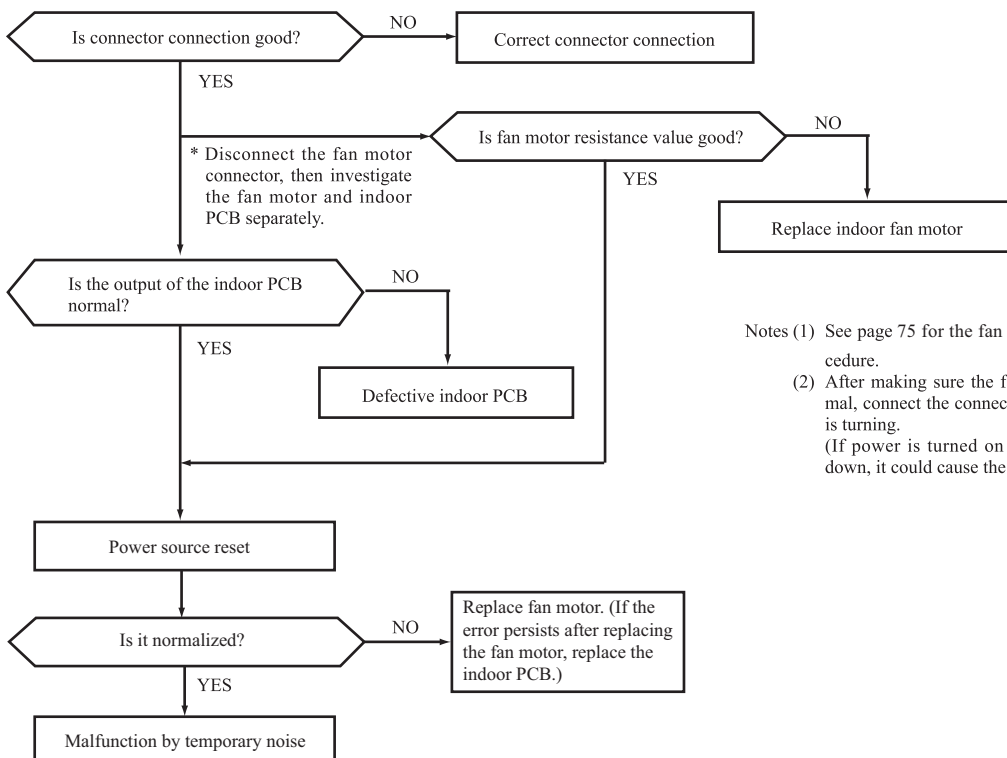 Is connector connection good?
NO
Correct connector connection
YES
* Disconnect the fan motor
connector, then investigate
the fan motor and indoor
PCB separately.
Is fan motor resistance value good?
NO
YES
Replace indoor fan motor
Is the output of the indoor PCB
normal?
NO
YES
Defective indoor PCB
Notes (1) See page 75 for the fan
cedure.
(2) After making sure the f
mal, connect the connec
is turning.
(If power is turned on
down, it could cause the
Power source reset
Is it normalized?
NO
Replace fan motor. (If the
error persists after replacing
the fan motor, replace the
indoor PCB.)
YES
Malfunction by temporary noise